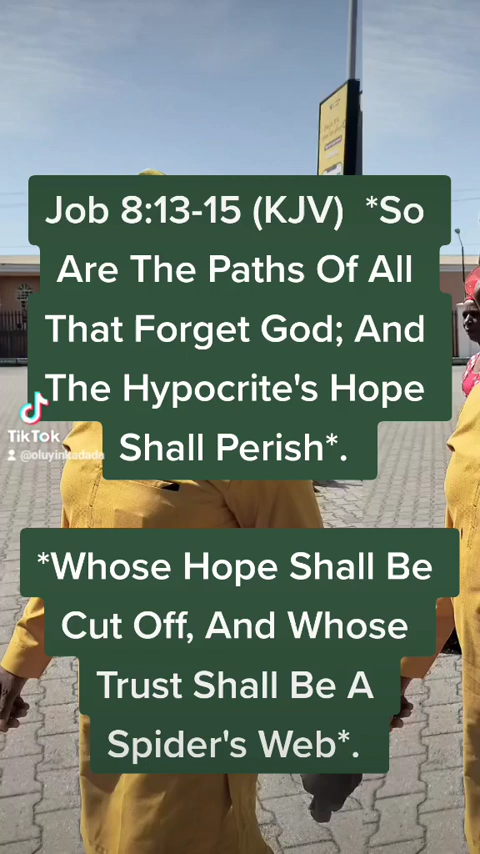 Job 8:13-15 (KJV)  *So
Are The Paths Of All
That Forget God; And
The Hypocrite's Hope
Shall Perish*.
TikTok
@oluyinkadada
*Whose Hope Shall Be
Cut Off, And Whose
Trust Shall Be A
Spider's Web*.